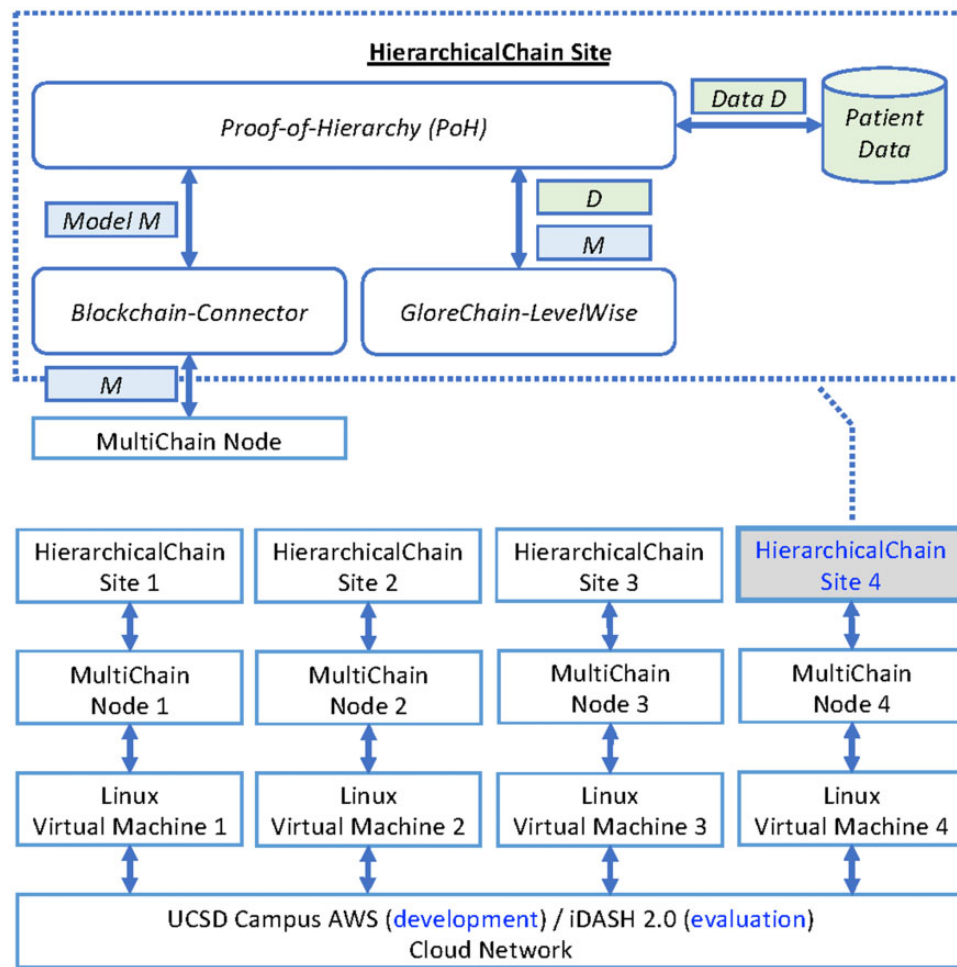 HierarchicalChain Site
Proof-of-Hierarchy (PoH)
Data D
Patient
Data
Model M
D
M
Blockchain-Connector
GloreChain-LevelWise
M
MultiChain Node
HierarchicalChain
Site 1
HierarchicalChain
Site 2
HierarchicalChain
Site 3
HierarchicalChain
Site 4
MultiChain
Node 1
MultiChain
Node 2
MultiChain
Node 3
MultiChain
Node 4
Linux
Virtual Machine 1
Linux
Virtual Machine 2
Linux
Virtual Machine 3
Linux
Virtual Machine 4
UCSD Campus AWS (development) / iDASH 2.0 (evaluation)
Cloud Network